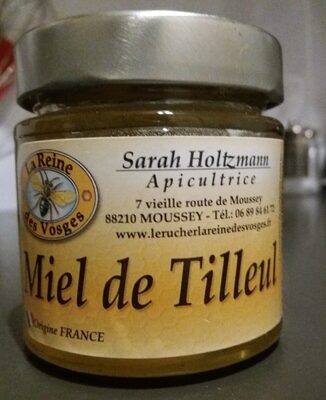 La Reine
des Vosges
Sarah Holtzmann
Apicultrice
7 vieille route de Moussey
88210 MOUSSEY - Tél.: 06 89 84 61 72
www.lerucherlareinedesvosges.fr
Miel de Tilleul
Origine FRANCE